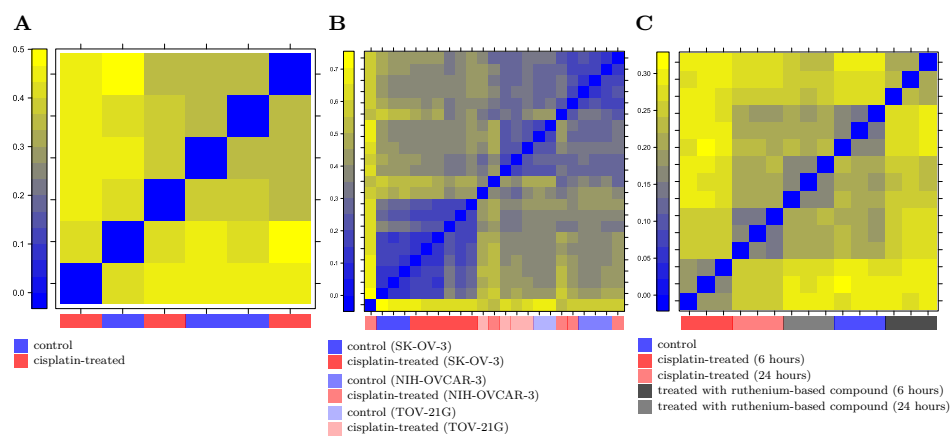 A
B
C
0.5
0.4
0.3
0.2
0.1
0.0
0.7
0.6
0.5
0.4
0.3
0.2
0.1
0.0
0.30
0.25
0.20
0.15
0.10
0.05
0.00
control
cisplatin-treated
control (SK-OV-3)
cisplatin-treated (SK-OV-3)
control (NIH-OVCAR-3)
cisplatin-treated (NIH-OVCAR-3)
control (TOV-21G)
cisplatin-treated (TOV-21G)
control
cisplatin-treated (6 hours)
cisplatin-treated (24 hours)
treated with ruthenium-based compound (6 hours)
treated with ruthenium-based compound (24 hours)